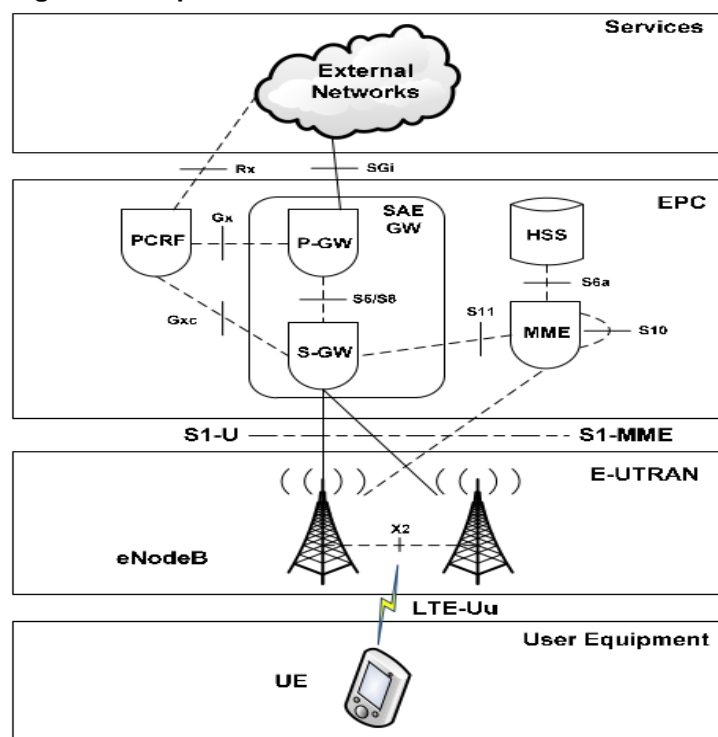 Services
External
Networks
Rx
SGi
EPC
SAE
GW
PCRF
Gx
P-GW
HSS
S6a
S5/S8
S11
Gxc
S-GW
MME
S10
S1-U
S1-MME
E-UTRAN
X2
eNodeB
LTE-Uu
User Equipment
UE